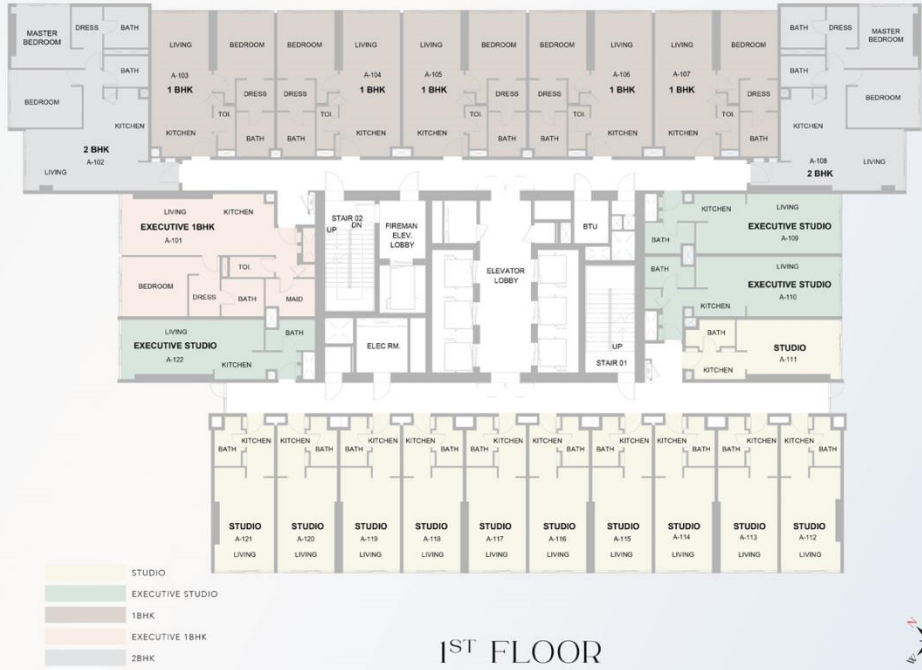 MASTER BEDROOM
DRESS
BATH
BATH
BEDROOM
KITCHEN
2 BHK
A-102
LIVING
LIVING
A-103
1 BHK
KITCHEN
BEDROOM
DRESS
TOI.
BATH
BEDROOM
DRESS
TOI.
BATH
LIVING
A-104
1 BHK
KITCHEN
LIVING
A-105
1 BHK
KITCHEN
BEDROOM
DRESS
TOI.
BATH
BEDROOM
DRESS
TOI.
BATH
LIVING
A-106
1 BHK
KITCHEN
LIVING
A-107
1 BHK
KITCHEN
BEDROOM
DRESS
TOI.
BATH
BATH
DRESS
MASTER
BEDROOM
BATH
BEDROOM
KITCHEN
A-108
2 BHK
LIVING
LIVING
KITCHEN
EXECUTIVE 1BHK
A-101
TOI.
BEDROOM
DRESS
BATH
MAID
LIVING
EXECUTIVE STUDIO
A-122
KITCHEN
BATH
STAIR 02
UP
DN
FIREMAN
ELEV.
LOBBY
ELEC RM.
ELEVATOR
LOBBY
BTU
UP
STAIR 01
KITCHEN
LIVING
EXECUTIVE STUDIO
A-109
BATH
BATH
LIVING
EXECUTIVE STUDIO
A-110
KITCHEN
BATH
STUDIO
A-111
KITCHEN
BATH
KITCHEN
STUDIO
A-121
LIVING
KITCHEN
BATH
STUDIO
A-120
LIVING
BATH
KITCHEN
STUDIO
A-119
LIVING
KITCHEN
BATH
STUDIO
A-118
LIVING
BATH
KITCHEN
STUDIO
A-117
LIVING
KITCHEN
BATH
STUDIO
A-116
LIVING
BATH
KITCHEN
STUDIO
A-115
LIVING
KITCHEN
BATH
STUDIO
A-114
LIVING
BATH
KITCHEN
STUDIO
A-113
LIVING
KITCHEN
BATH
STUDIO
A-112
LIVING
STUDIO
EXECUTIVE STUDIO
1BHK
EXECUTIVE 1BHK
2BHK
1ST FLOOR
N
W